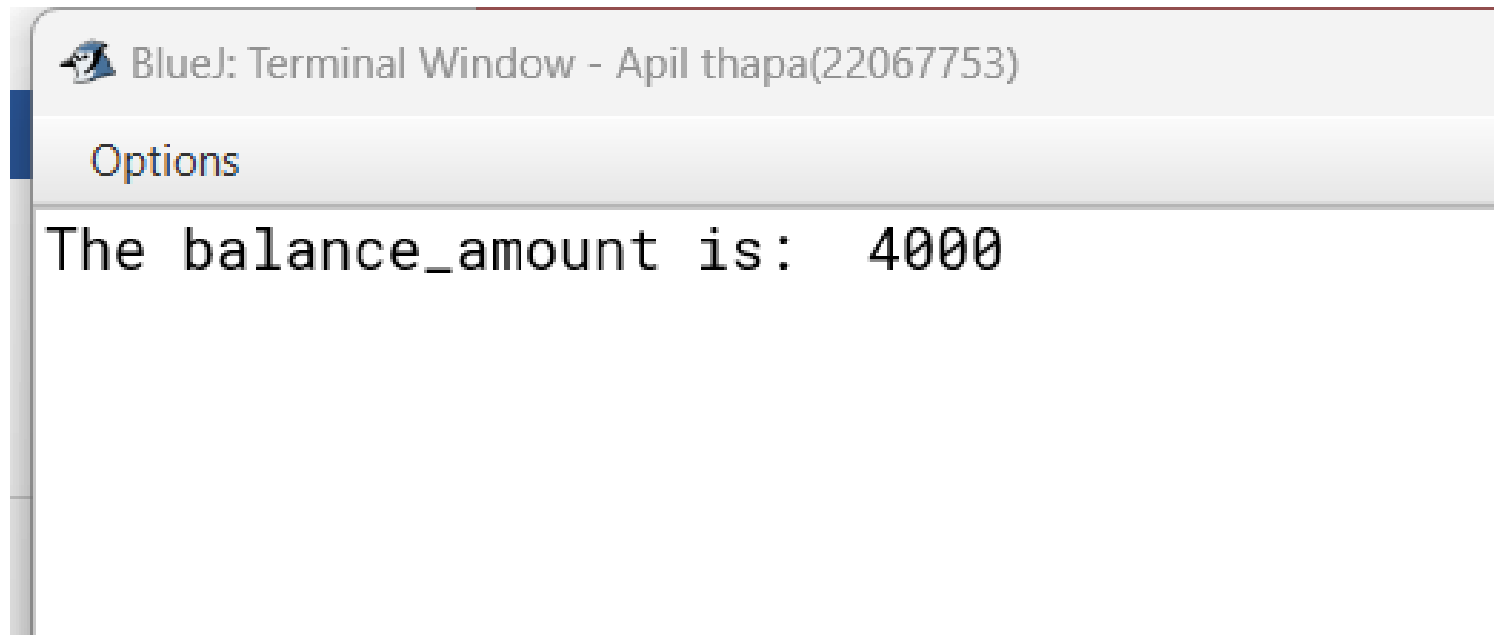 BlueJ: Terminal Window - Apil thapa(22067753)
Options
The balance_amount is:  4000